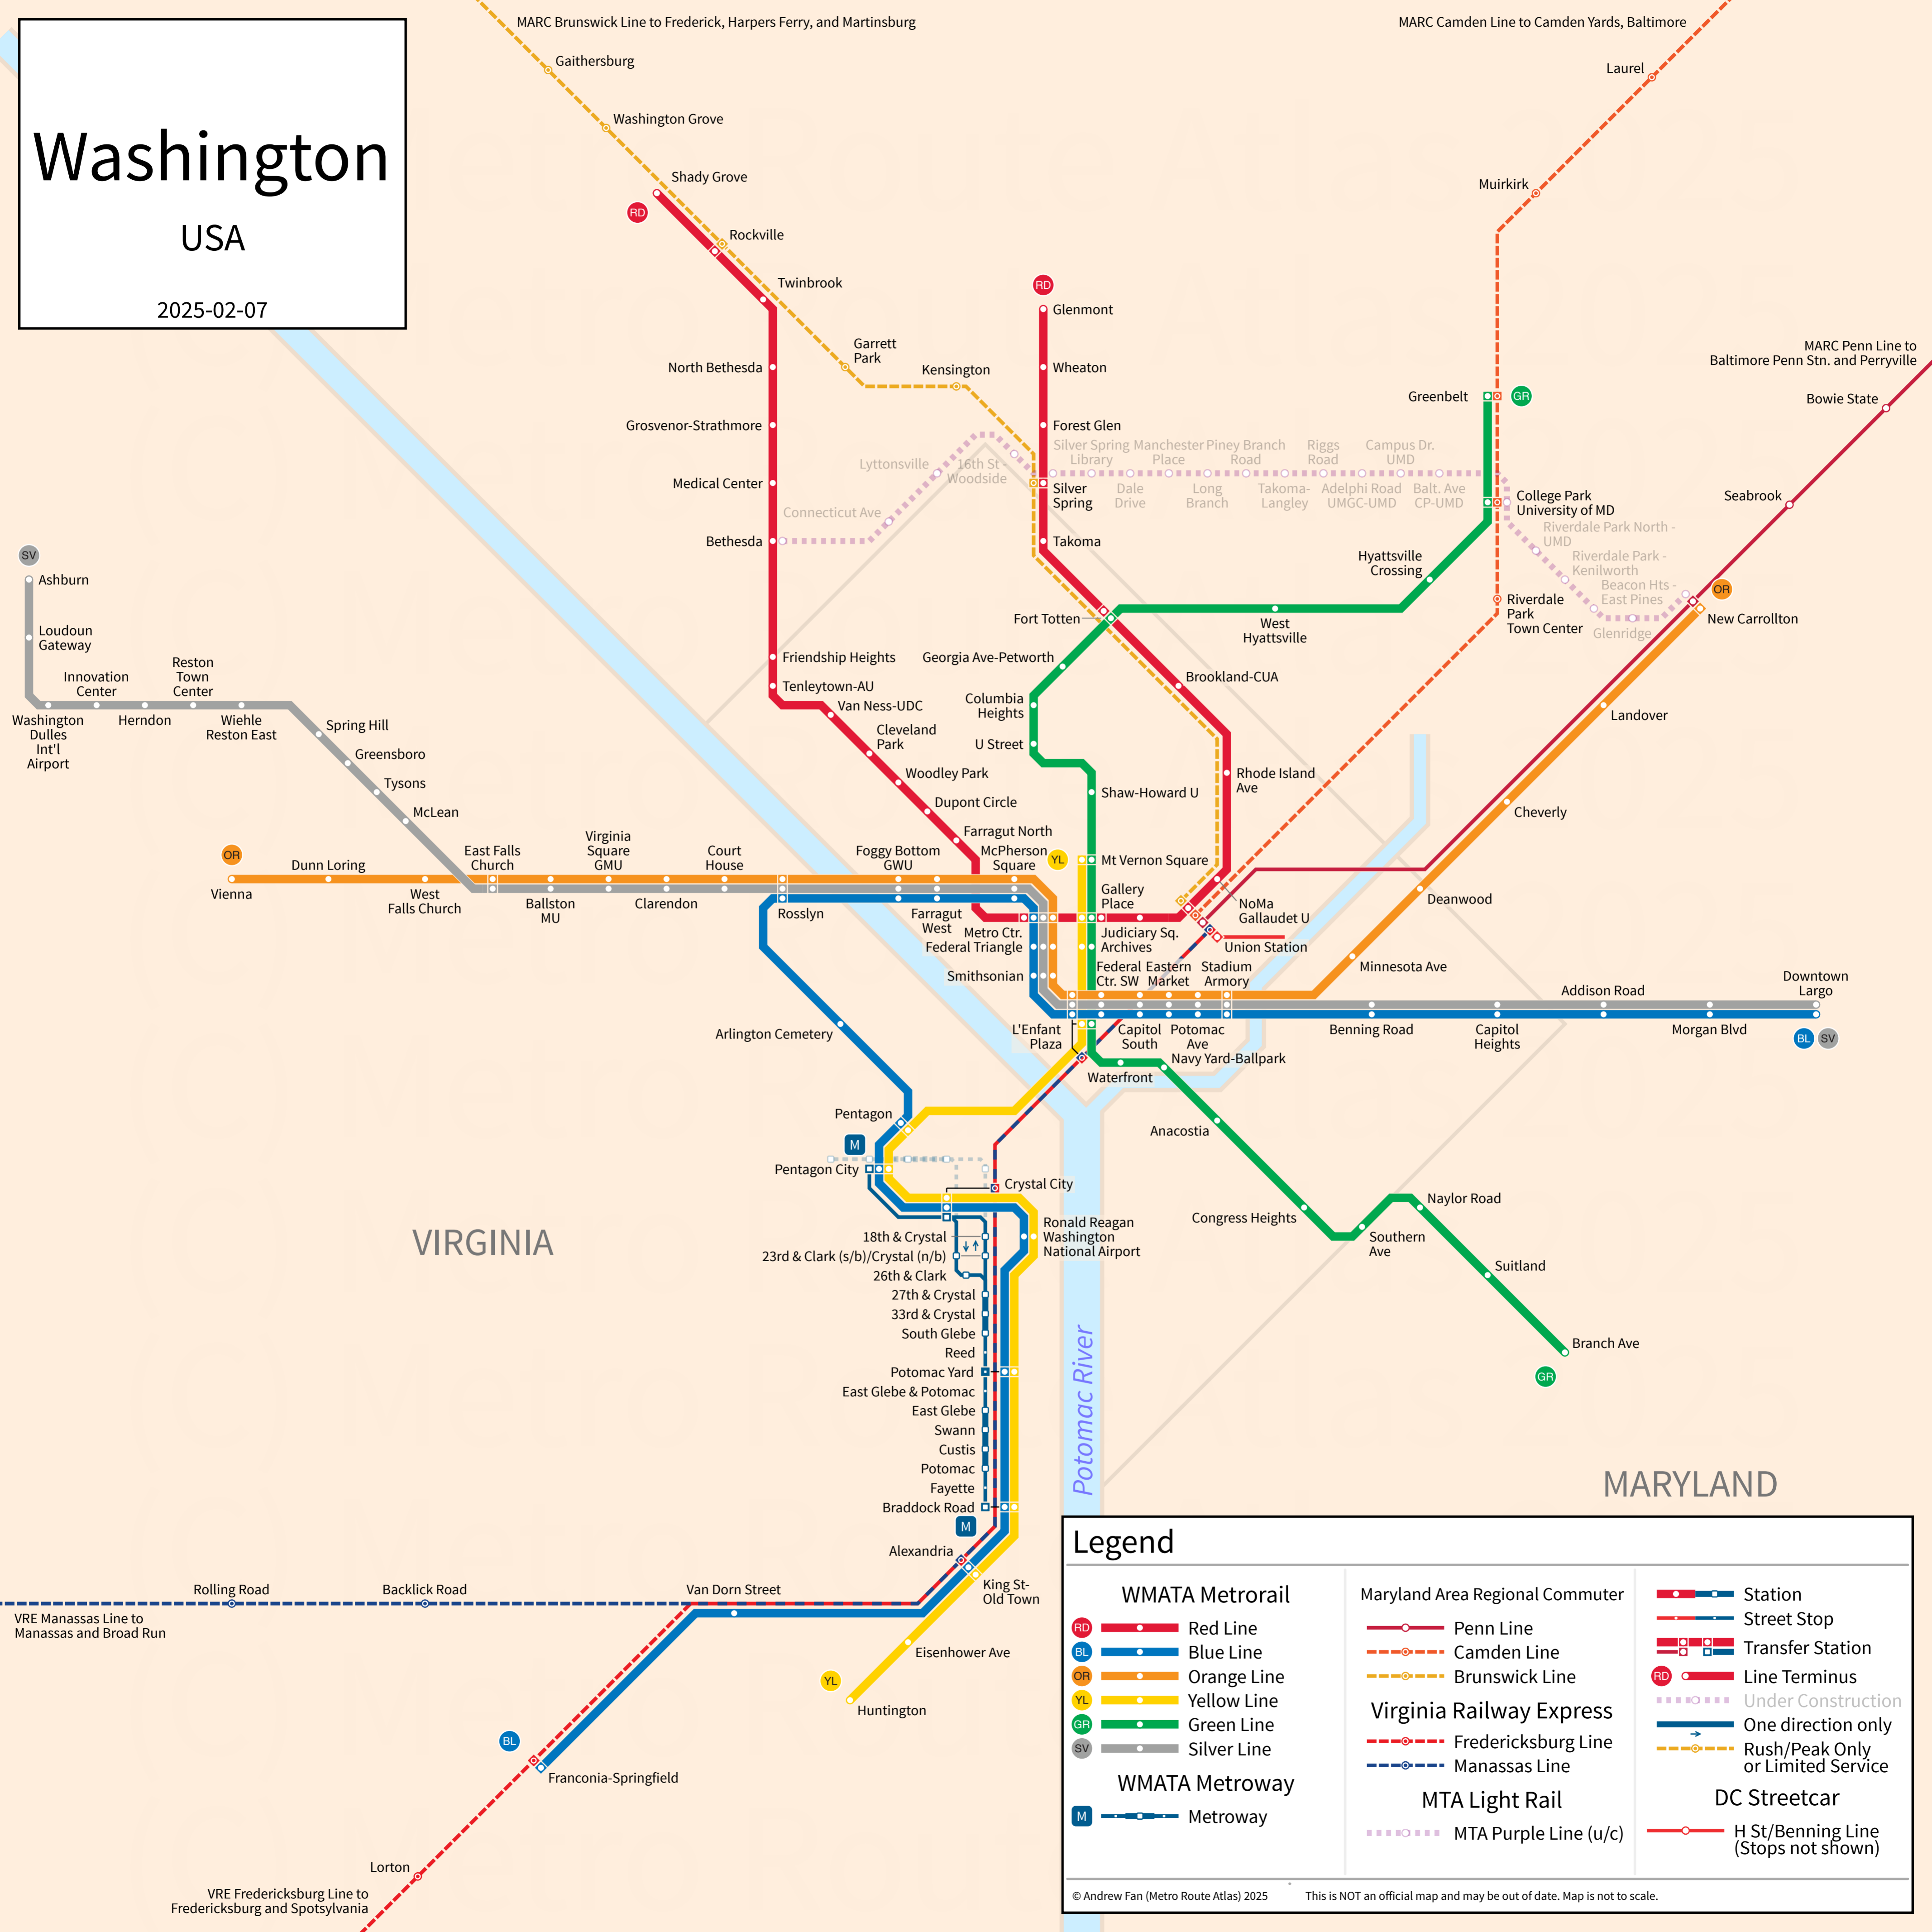 Washington
USA
2025-02-07
MARC Brunswick Line to Frederick, Harpers Ferry, and Martinsburg
MARC Camden Line to Camden Yards, Baltimore
Gaithersburg
Laurel
Washington Grove
Shady Grove
Muirkirk
RD
Rockville
Twinbrook
RD
Glenmont
Garrett
Park
MARC Penn Line to
Baltimore Penn Stn. and Perryville
North Bethesda
Kensington
Wheaton
Greenbelt
GR
Bowie State
Grosvenor-Strathmore
Forest Glen
Lyttonsville
16th St -
Woodside
Silver Spring
Library
Manchester
Place
Piney Branch
Road
Riggs
Road
Campus Dr.
UMD
Medical Center
Silver
Spring
Dale
Drive
Long
Branch
Takoma-
Langley
Adelphi Road
UMGC-UMD
Balt. Ave
CP-UMD
College Park
University of MD
Seabrook
Connecticut Ave
Bethesda
Takoma
Riverdale Park North -
UMD
Hyattsville
Crossing
Riverdale Park -
Kenilworth
Beacon Hts -
East Pines
SV
Ashburn
OR
Riverdale
Park
Town Center
Glenridge
New Carrollton
Fort Totten
West
Hyattsville
Loudoun
Gateway
Friendship Heights
Georgia Ave-Petworth
Brookland-CUA
Innovation
Center
Reston
Town
Center
Tenleytown-AU
Van Ness-UDC
Columbia
Heights
Landover
Washington
Dulles
Int'l
Airport
Herndon
Wiehle
Reston East
Spring Hill
Greensboro
Tysons
McLean
Cleveland
Park
U Street
Woodley Park
Rhode Island
Ave
Dupont Circle
Shaw-Howard U
Cheverly
Farragut North
OR
Dunn Loring
East Falls
Church
Virginia
Square
GMU
Court
House
Foggy Bottom
GWU
McPherson
Square
YL
Mt Vernon Square
Vienna
West
Falls Church
Ballston
MU
Clarendon
Rosslyn
Farragut
West
Gallery
Place
NoMa
Gallaudet U
Deanwood
Metro Ctr.
Judiciary Sq.
Federal Triangle
Archives
Union Station
Smithsonian
Federal
Ctr. SW
Eastern
Market
Stadium
Armory
Minnesota Ave
Addison Road
Downtown
Largo
Arlington Cemetery
L'Enfant
Plaza
Capitol
South
Potomac
Ave
Benning Road
Capitol
Heights
Morgan Blvd
BL
SV
Navy Yard-Ballpark
Waterfront
Pentagon
Anacostia
M
Pentagon City
Crystal City
Congress Heights
Naylor Road
Southern
Ave
VIRGINIA
18th & Crystal
Ronald Reagan
Washington
National Airport
23rd & Clark (s/b)/Crystal (n/b)
26th & Clark
Suitland
27th & Crystal
33rd & Crystal
South Glebe
Reed
Branch Ave
Potomac Yard
GR
East Glebe & Potomac
East Glebe
Swann
Custis
Potomac
Fayette
Braddock Road
Potomac River
MARYLAND
M
Alexandria
King St-
Old Town
Rolling Road
Backlick Road
Van Dorn Street
VRE Manassas Line to
Manassas and Broad Run
Eisenhower Ave
YL
Huntington
BL
Franconia-Springfield
Lorton
VRE Fredericksburg Line to
Fredericksburg and Spotsylvania
Legend
WMATA Metrorail
RD Red Line
BL Blue Line
OR Orange Line
YL Yellow Line
GR Green Line
SV Silver Line
WMATA Metroway
M Metroway
Maryland Area Regional Commuter
Penn Line
Camden Line
Brunswick Line
Virginia Railway Express
Fredericksburg Line
Manassas Line
MTA Light Rail
MTA Purple Line (u/c)
Station
Street Stop
Transfer Station
RD Line Terminus
Under Construction
One direction only
Rush/Peak Only
or Limited Service
DC Streetcar
H St/Benning Line
(Stops not shown)
© Andrew Fan (Metro Route Atlas) 2025
This is NOT an official map and may be out of date. Map is not to scale.